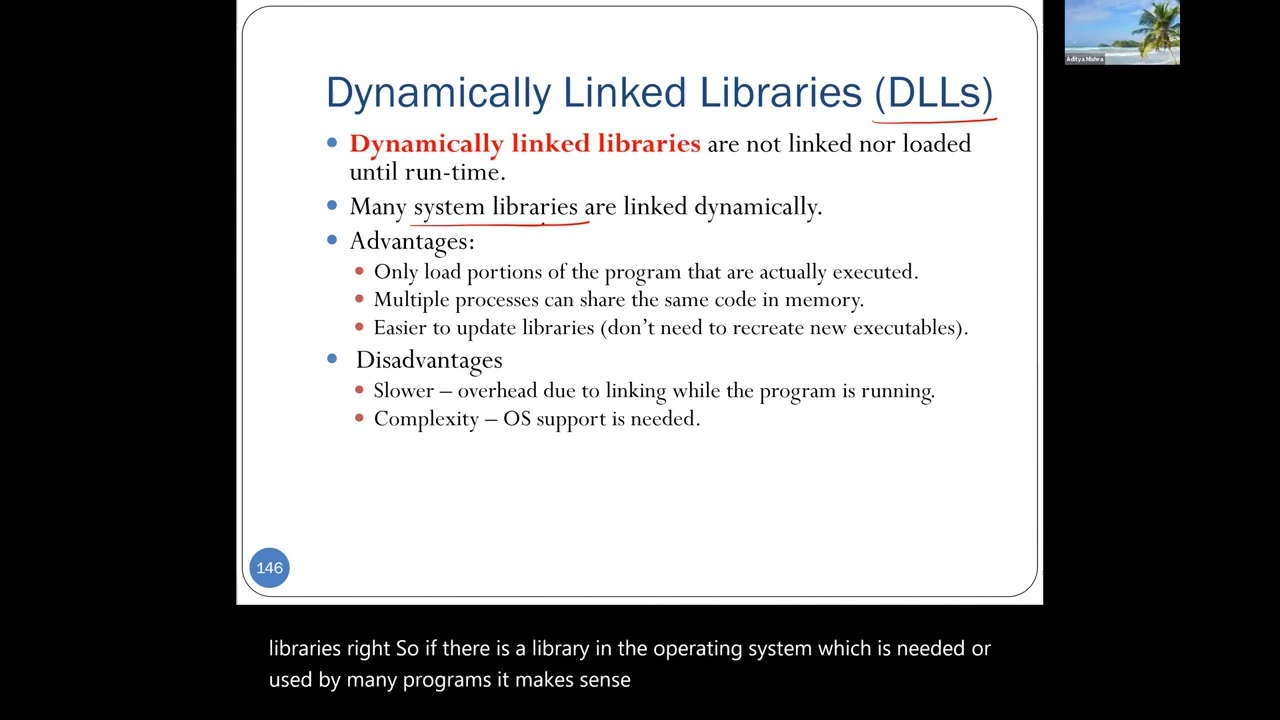 Aditya Mishra
Dynamically Linked Libraries (DLLs)
Dynamically linked libraries are not linked nor loaded
until run-time.
Many system libraries are linked dynamically.
Advantages:
Only load portions of the program that are actually executed.
Multiple processes can share the same code in memory.
Easier to update libraries (don’t need to recreate new executables).
Disadvantages
Slower – overhead due to linking while the program is running.
Complexity – OS support is needed.
146
libraries right So if there is a library in the operating system which is needed or
used by many programs it makes sense